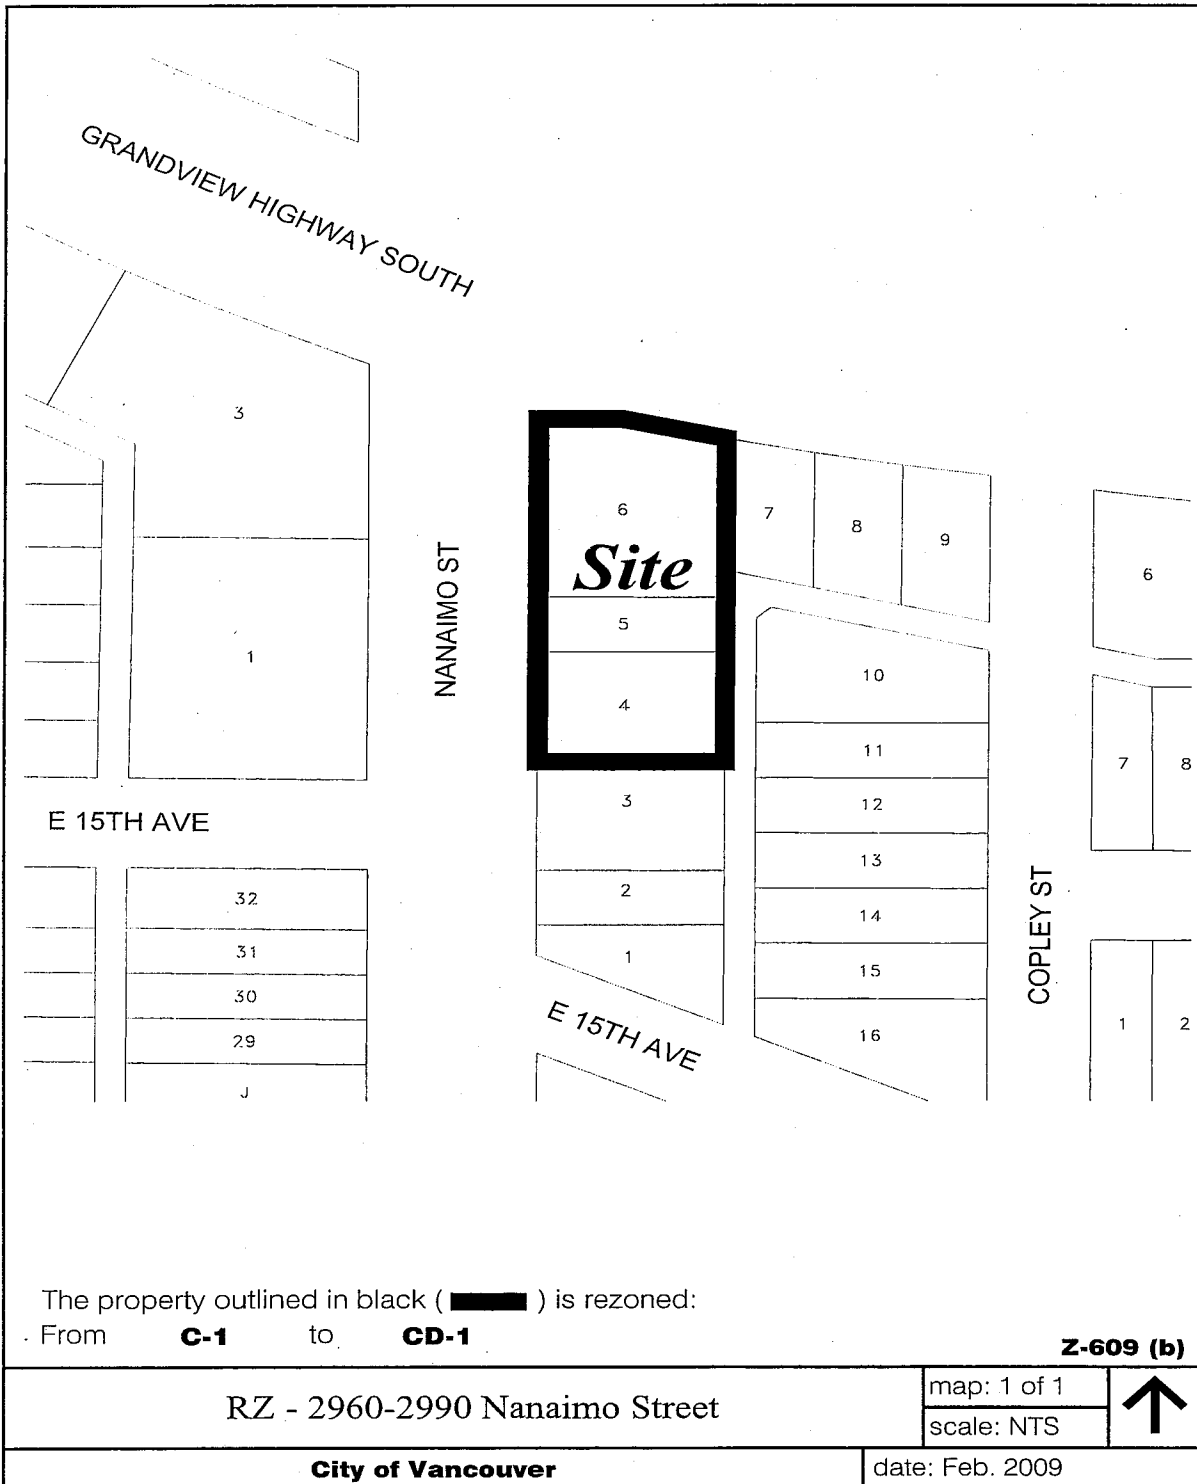 GRANDVIEW HIGHWAY SOUTH
3
6
7
8
9
Site
NANAIMO ST
6
5
1
10
4
11
7
8
3
12
E 15TH AVE
13
32
2
14
COPLEY ST
31
1
15
30
E 15TH AVE
16
1
2
29
J
The property outlined in black ( ) is rezoned:
From C-1 to CD-1
Z-609 (b)
RZ - 2960-2990 Nanaimo Street
map: 1 of 1
scale: NTS
City of Vancouver
date: Feb. 2009